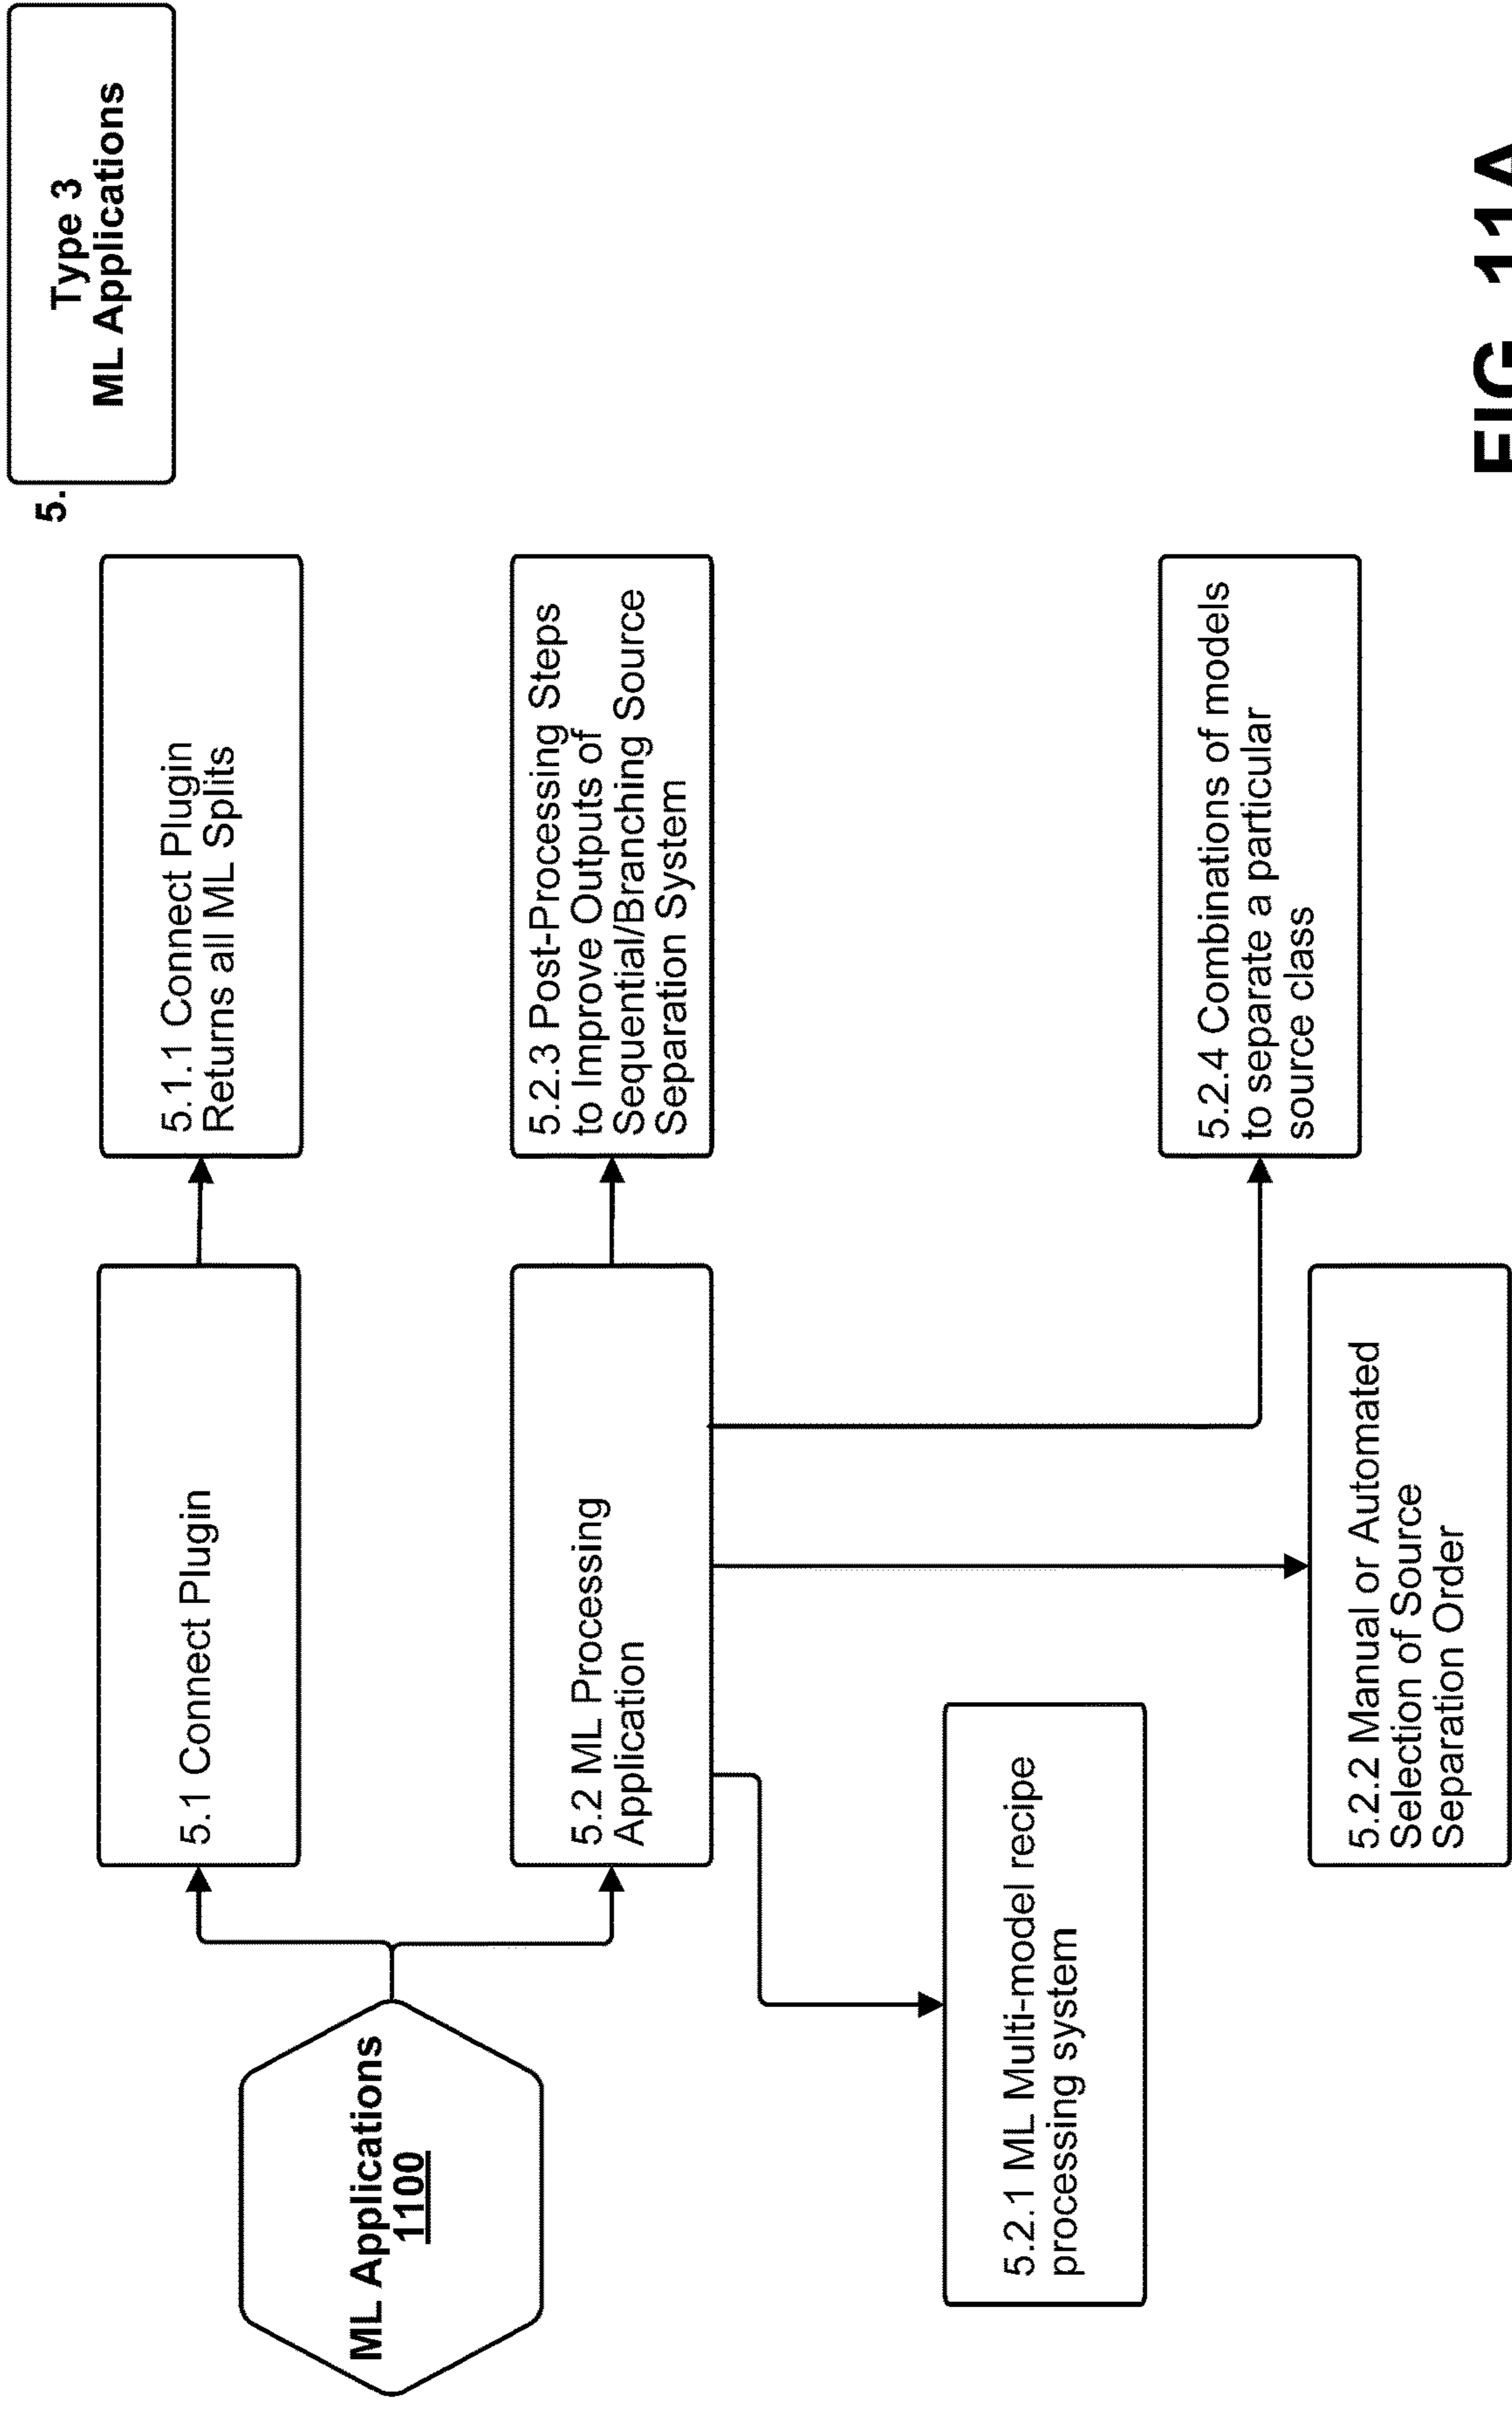 5.
Type 3
ML Applications
ML Applications
1100
5.1 Connect Plugin
5.1.1 Connect Plugin
Returns all ML Splits
5.2 ML Processing
Application
5.2.3 Post-Processing Steps
to Improve Outputs of
Sequential/Branching Source
Separation System
5.2.1 ML Multi-model recipe
processing system
5.2.4 Combinations of models
to separate a particular
source class
5.2.2 Manual or Automated
Selection of Source
Separation Order
FIG. 11A